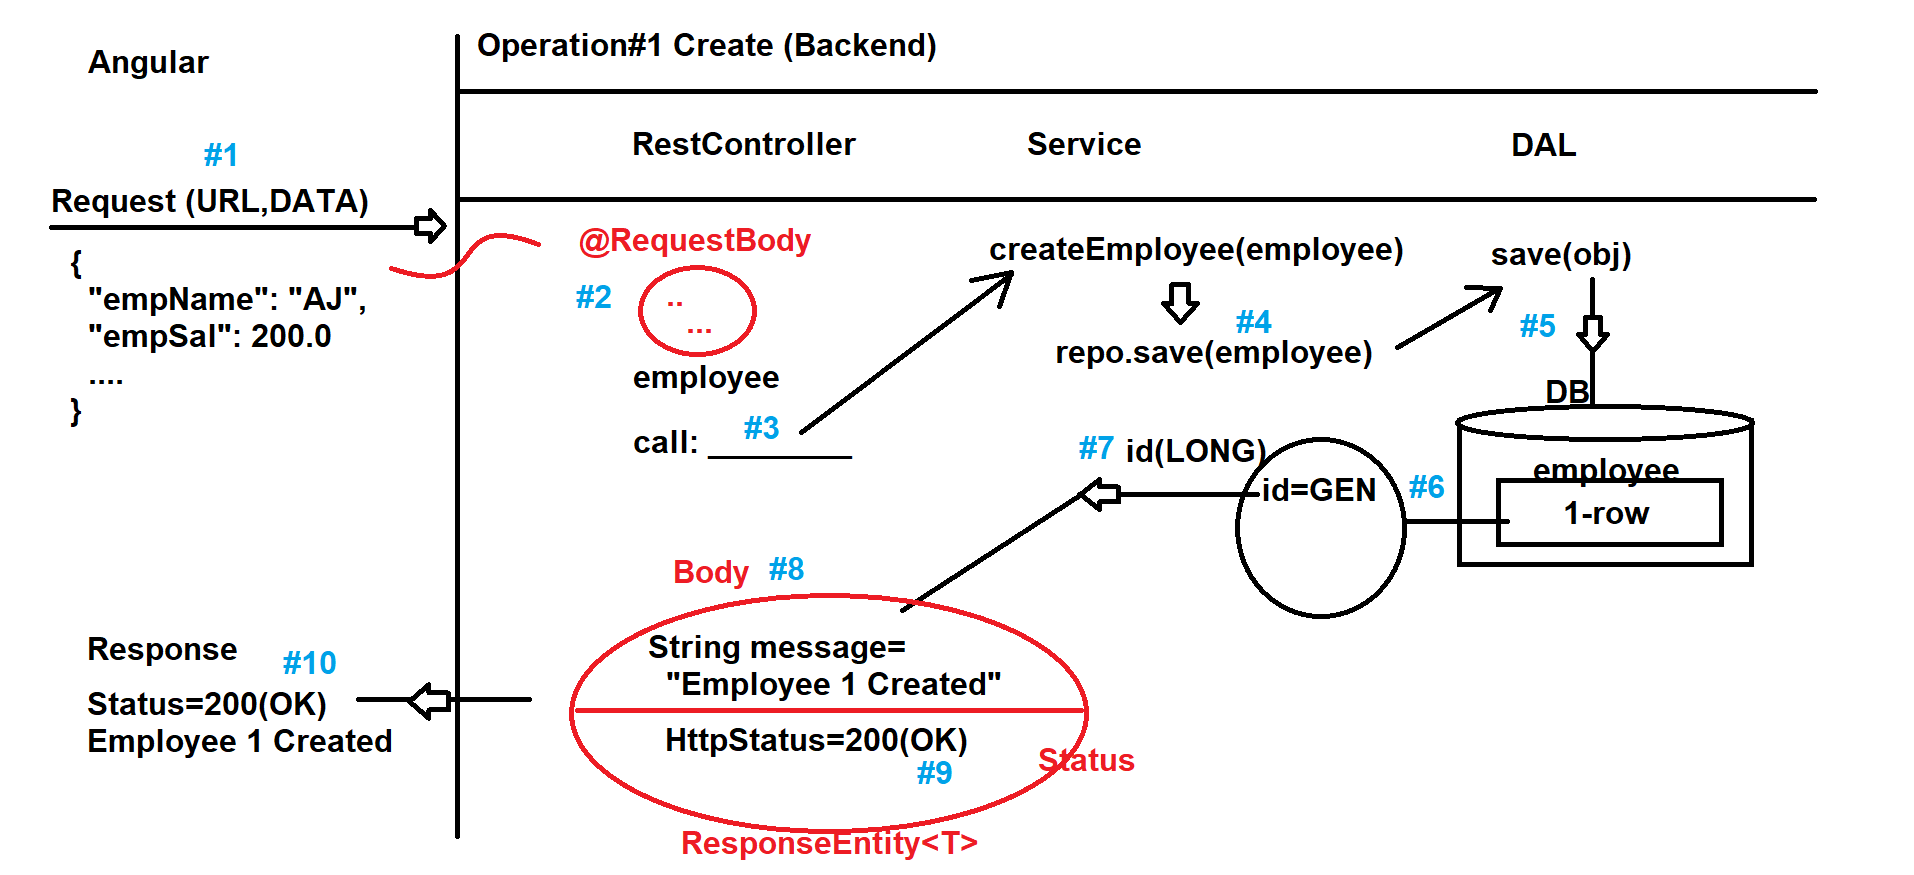 Angular
Operation#1 Create (Backend)
RestController
Service
DAL
#1
Request (URL,DATA)
{
"empName": "AJ",
"empSal": 200.0
....
}
@RequestBody
#2
..
...
employee
call: ________
#3
createEmployee(employee)
#4
repo.save(employee)
save(obj)
#5
DB
employee
1-row
#6
id=GEN
#7 id(LONG)
Body #8
String message=
"Employee 1 Created"
HttpStatus=200(OK)
#9
Status
ResponseEntity<T>
Response
#10
Status=200(OK)
Employee 1 Created